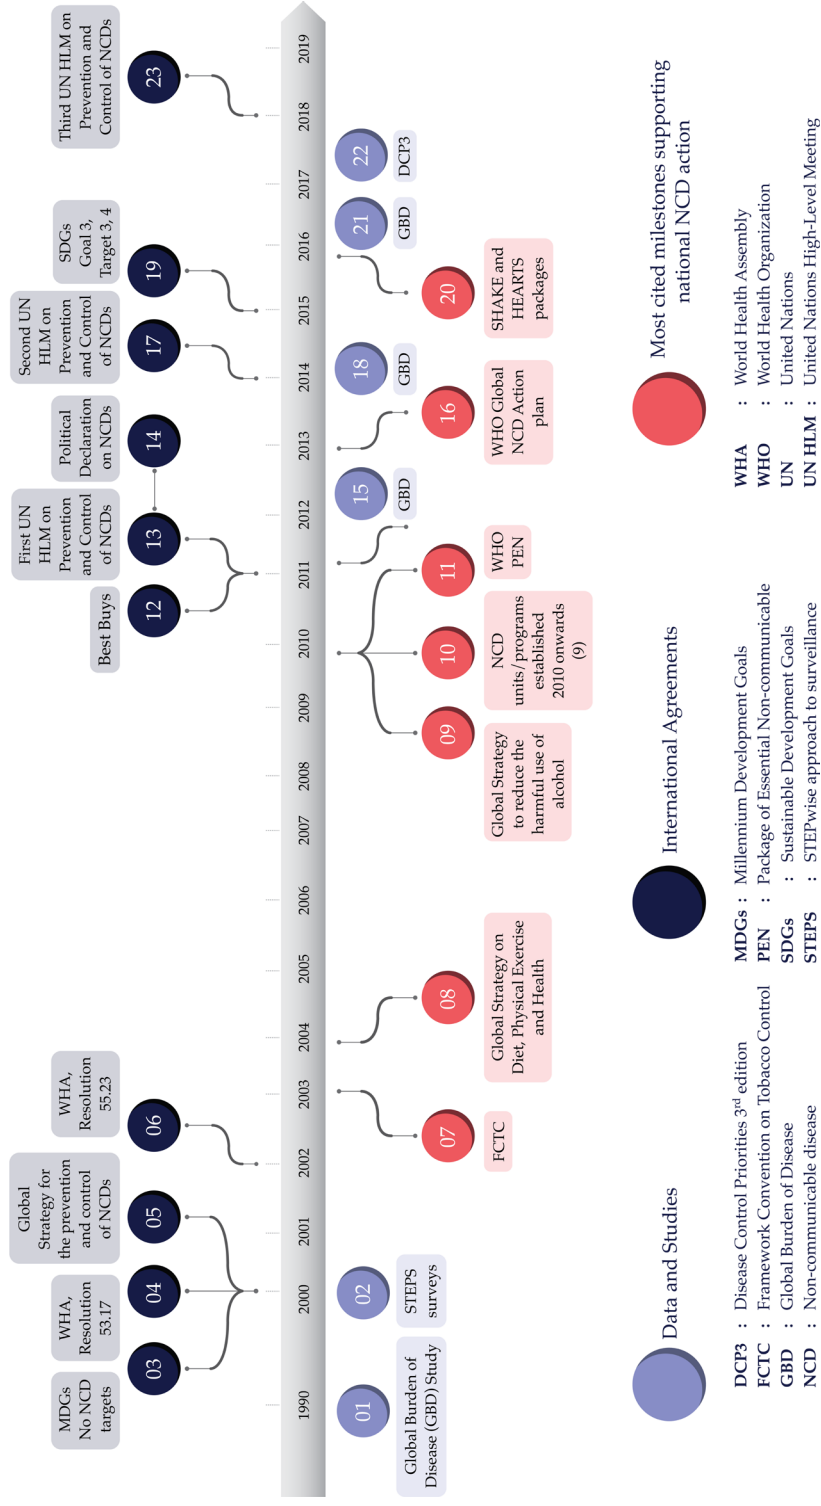 MDGs
No NCD
targets
03
WHA,
Resolution
53.17
04
Global
Strategy for
the prevention
and control
of NCDs
05
WHA,
Resolution
55.23
06
Best Buys
12
First UN
HLM on
Prevention
and Control
of NCDs
13
Political
Declaration
on NCDs
14
Second UN
HLM on
Prevention
and Control
of NCDs
17
SDGs
Goal 3,
Target 3, 4
19
Third UN HLM on
Prevention and
Control of NCDs
23
1990
2000
2001
2002
2003
2004
2005
2006
2007
2008
2009
2010
2011
2012
2013
2014
2015
2016
2017
2018
2019
01
Global Burden of
Disease (GBD) Study
02
STEPS
surveys
07
FCTC
08
Global Strategy on
Diet, Physical Exercise
and Health
09
Global Strategy
to reduce the
harmful use of
alcohol
10
NCD
units/programs
established
2010 onwards
(9)
11
WHO
PEN
15
GBD
16
WHO Global
NCD Action
plan
18
GBD
20
SHAKE and
HEARTS
packages
21
GBD
22
DCP3
Data and Studies
International Agreements
Most cited milestones supporting
national NCD action
DCP3 : Disease Control Priorities 3rd edition
FCTC : Framework Convention on Tobacco Control
GBD : Global Burden of Disease
NCD : Non-communicable disease
MDGs : Millennium Development Goals
PEN : Package of Essential Non-communicable
SDGs : Sustainable Development Goals
STEPS : STEPwise approach to surveillance
WHA : World Health Assembly
WHO : World Health Organization
UN : United Nations
UN HLM : United Nations High-Level Meeting